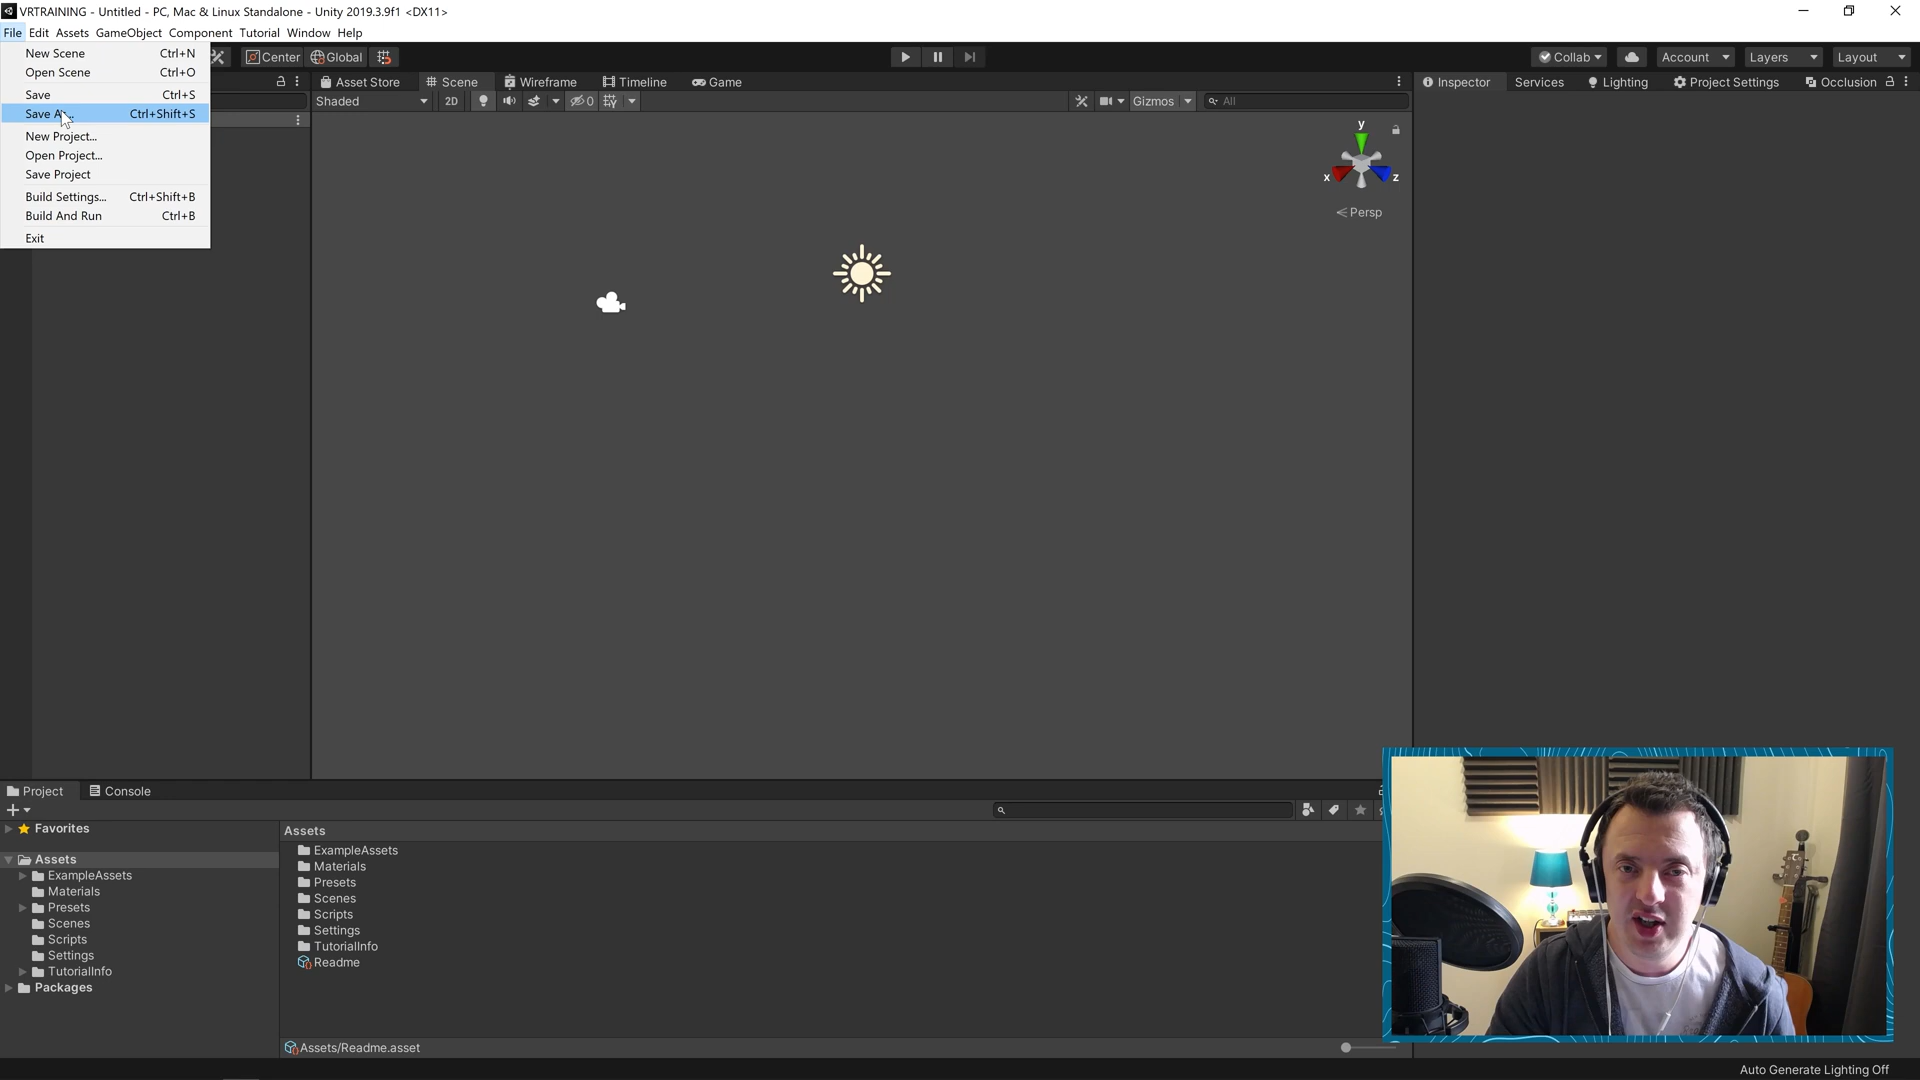 VRTRAINING - Untitled - PC, Mac & Linux Standalone - Unity 2019.3.9f1 <DX11>
File Edit Assets GameObject Component Tutorial Window Help
New Scene Ctrl+N
Open Scene Ctrl+O
Save Ctrl+S
Save Ctrl+Shift+S
New Project...
Open Project...
Save Project
Build Settings... Ctrl+Shift+B
Build And Run Ctrl+B
Exit
Center Global
Collab Account Layers Layout
Asset Store Scene Wireframe Timeline Game
Inspector Services Lighting Project Settings Occlusion
Shaded 2D 0 Gizmos All
y
x z
Persp
Project Console
Favorites
Assets
ExampleAssets
Materials
Presets
Scenes
Scripts
Settings
TutorialInfo
Packages
Assets
ExampleAssets
Materials
Presets
Scenes
Scripts
Settings
TutorialInfo
Readme
Assets/Readme.asset
Auto Generate Lighting Off